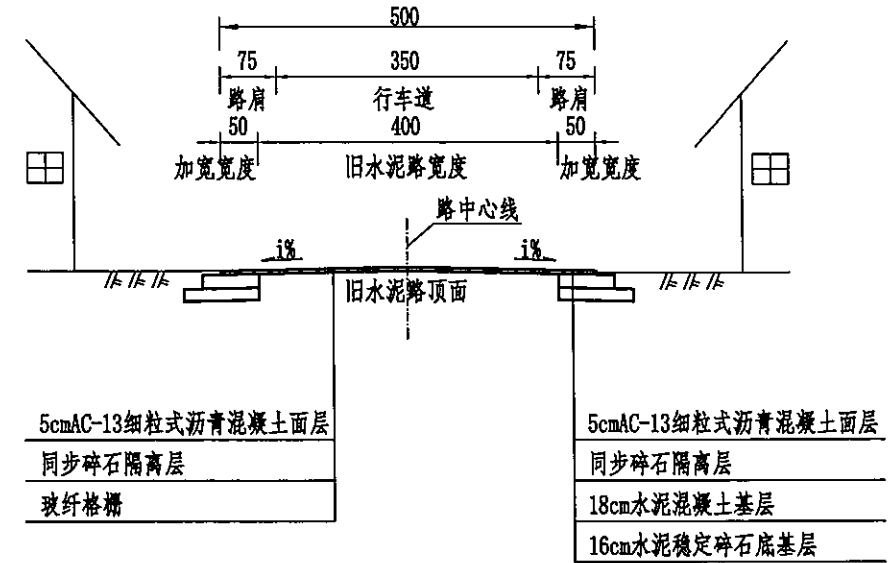 500
75 350 75
路肩 行车道 路肩
50 400 50
加宽宽度 旧水泥路宽度 加宽宽度
路中心线
i% i%
旧水泥路顶面
5cmAC-13细粒式沥青混凝土面层
同步碎石隔离层
玻纤格栅
5cmAC-13细粒式沥青混凝土面层
同步碎石隔离层
18cm水泥混凝土基层
16cm水泥稳定碎石底基层